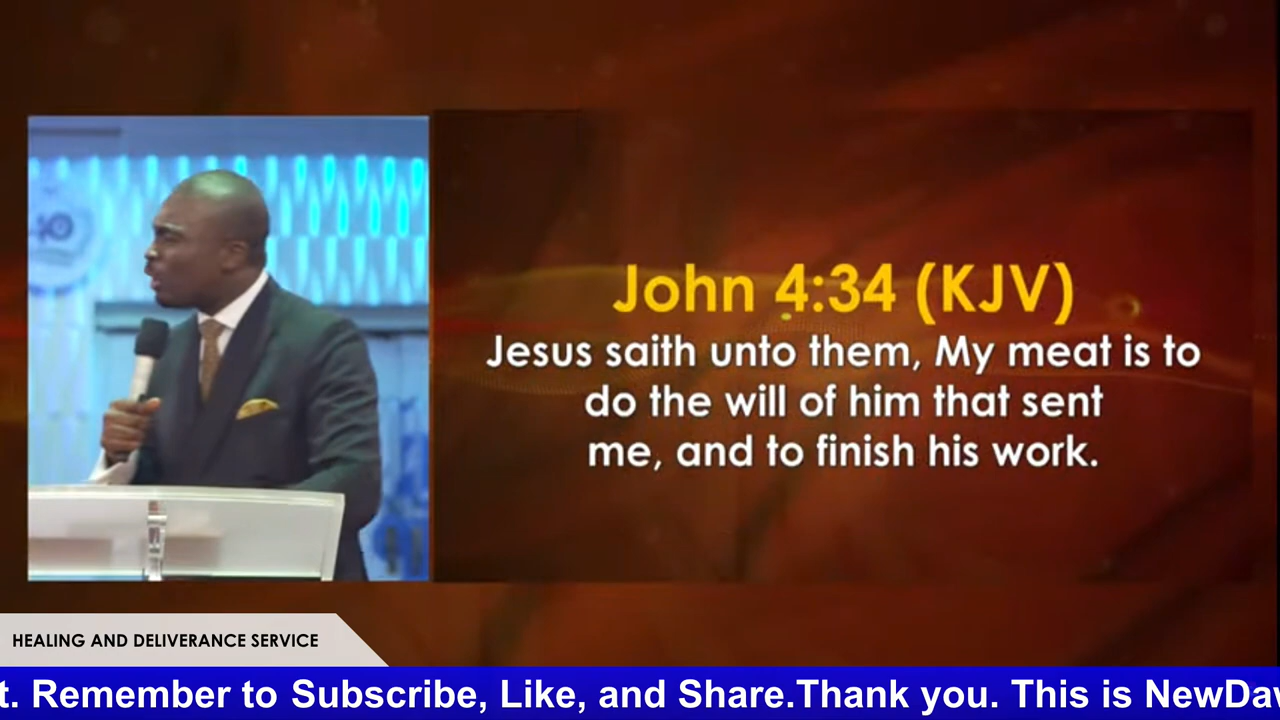 John 4:34 (KJV)
Jesus saith unto them, My meat is to
do the will of him that sent
me, and to finish his work.
HEALING AND DELIVERANCE SERVICE
t. Remember to Subscribe, Like, and Share.Thank you. This is NewDav